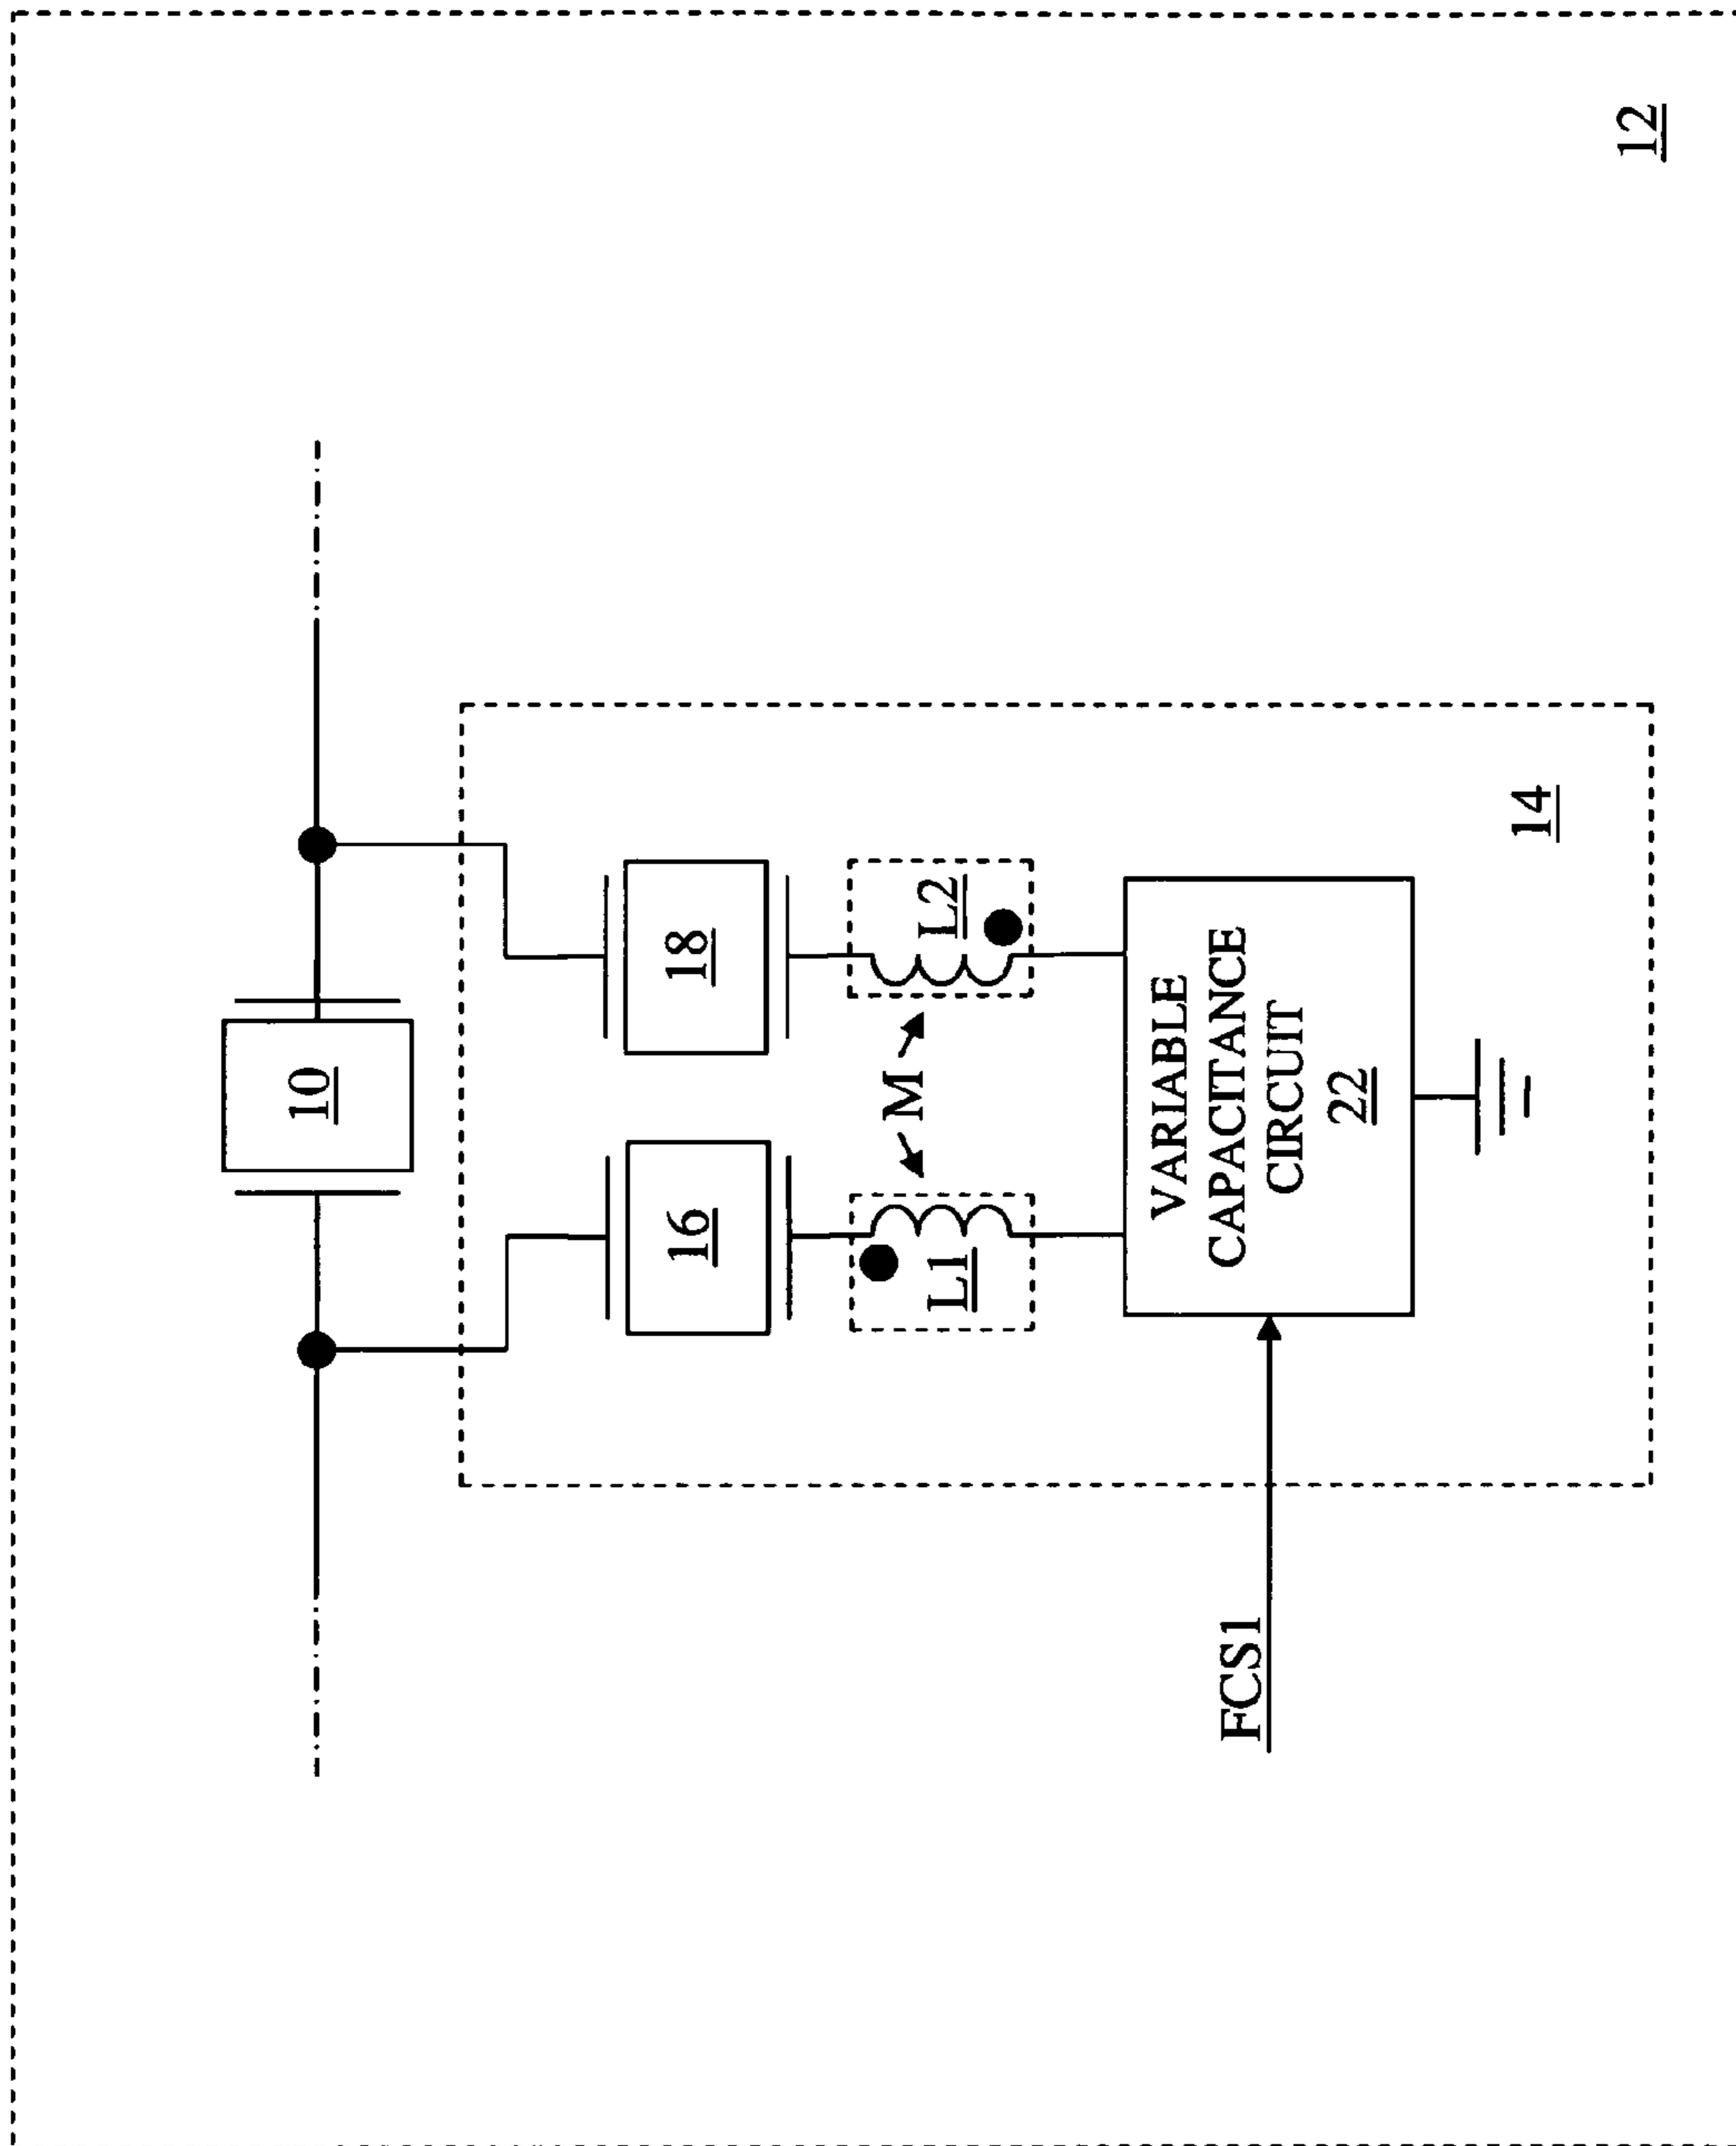 10
16
18
L1
M
L2
VARIABLE
CAPACITANCE
CIRCUIT
22
FCS1
14
12